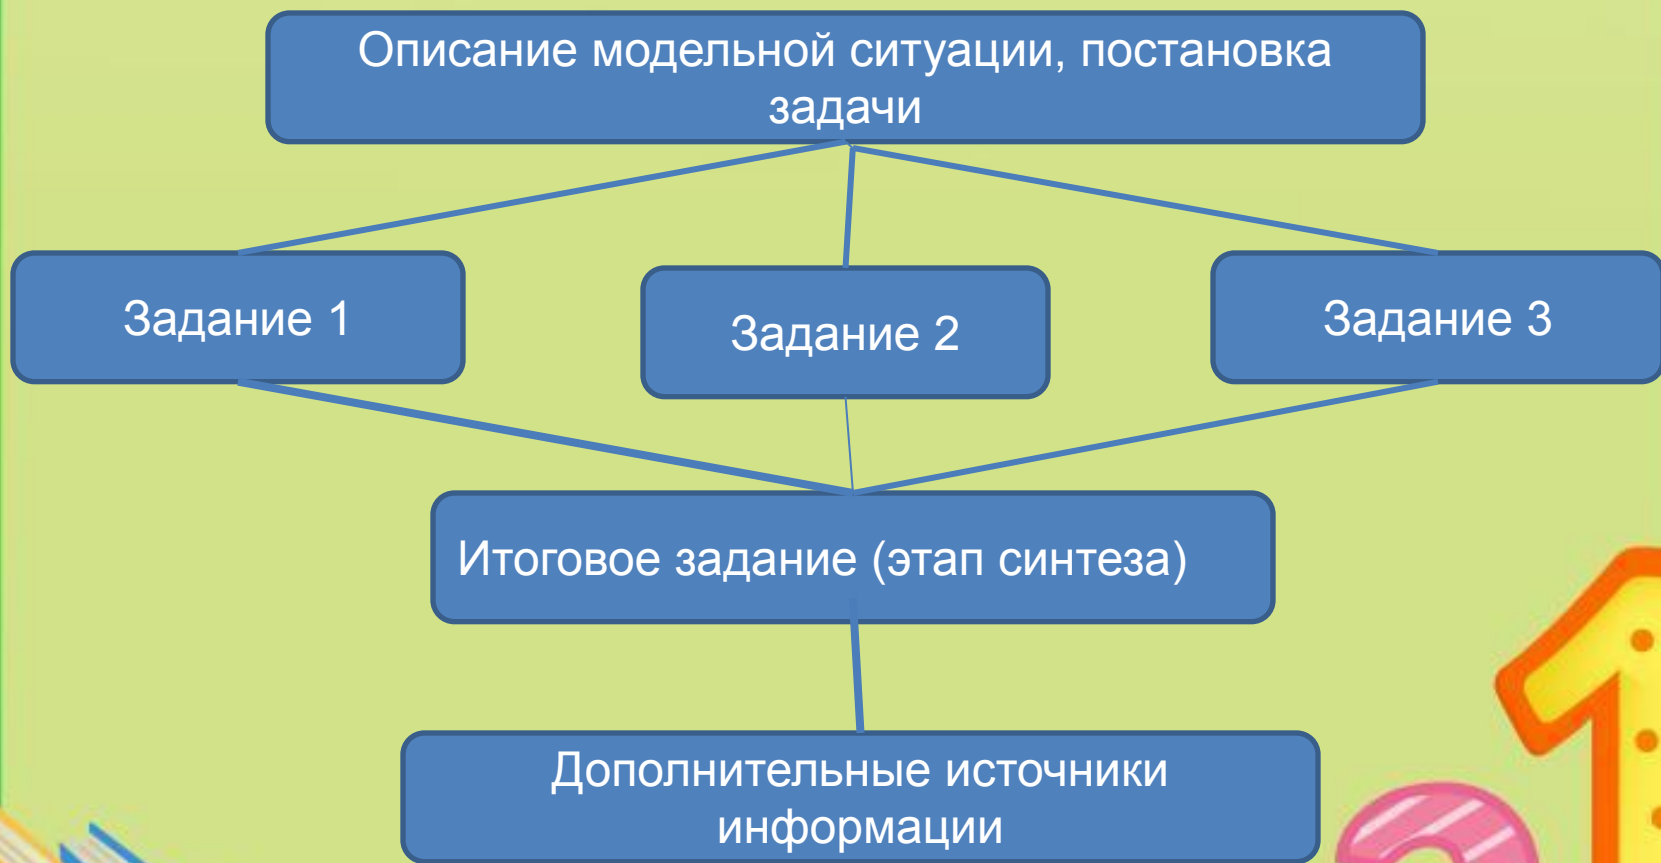 Описание модельной ситуации, постановка
задачи
Задание 1
Задание 2
Задание 3
Итоговое задание (этап синтеза)
Дополнительные источники
информации